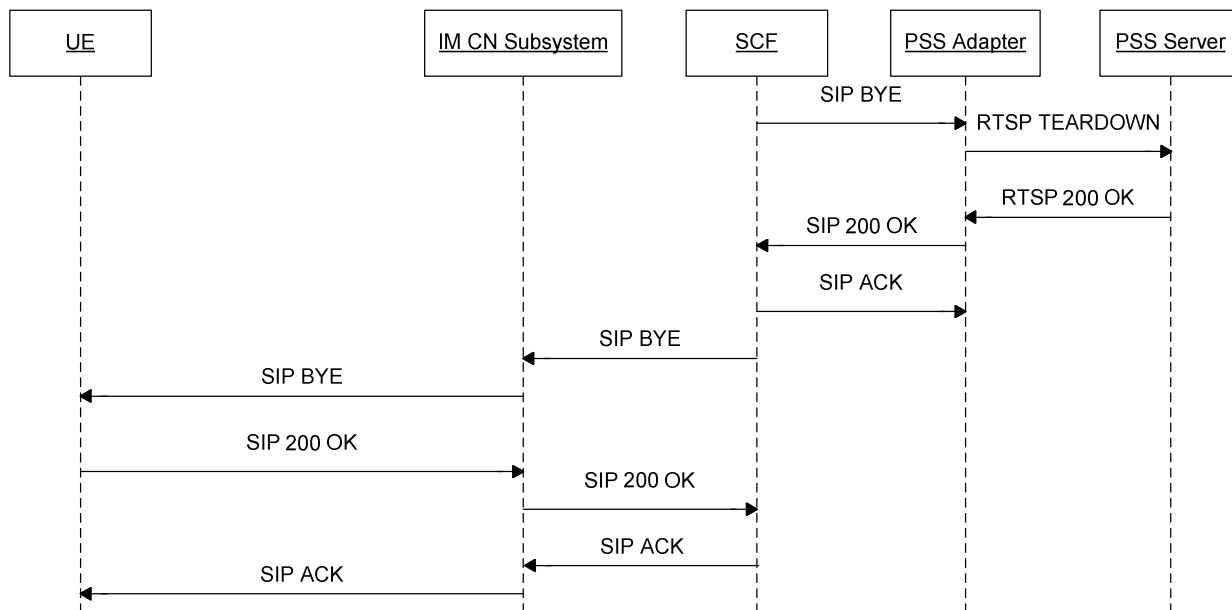 UE
IM CN Subsystem
SCF
PSS Adapter
PSS Server
SIP BYE
RTSP TEARDOWN
RTSP 200 OK
SIP 200 OK
SIP ACK
SIP BYE
SIP BYE
SIP 200 OK
SIP 200 OK
SIP ACK
SIP ACK